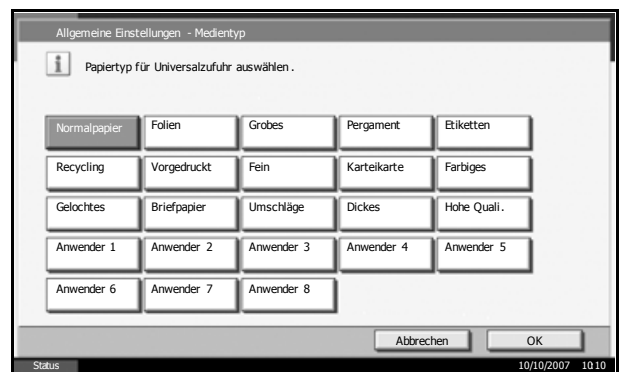 Allgemeine Einstellungen - Medientyp
Papiertyp für Universalzufuhr auswählen.
Normalpapier Folien Grobes Pergament Etiketten
Recycling Vorgedruckt Fein Karteikarte Farbiges
Gelochtes Briefpapier Umschläge Dickes Hohe Quali.
Anwender 1 Anwender 2 Anwender 3 Anwender 4 Anwender 5
Anwender 6 Anwender 7 Anwender 8
Abbrechen OK
Status 10/10/2007 10:10